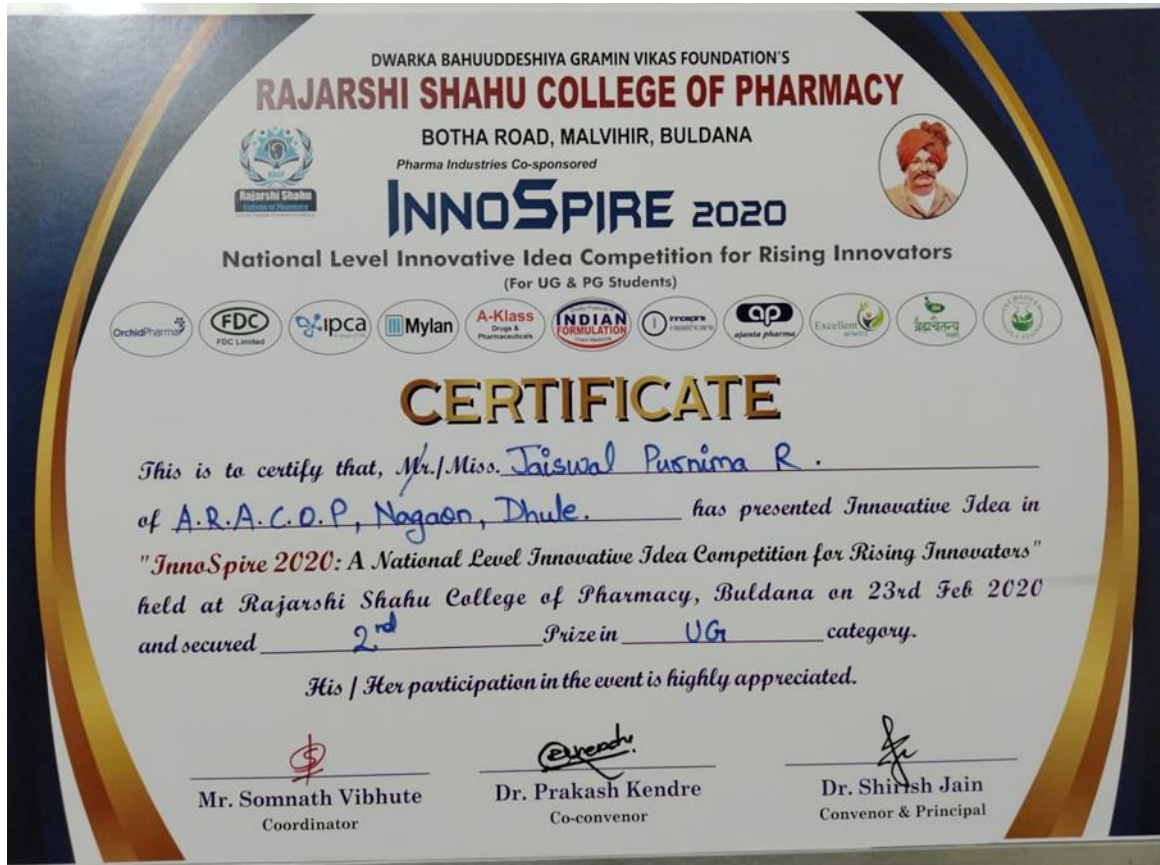 DWARKA BAHUUDDESHIYA GRAMIN VIKAS FOUNDATION'S
RAJARSHI SHAHU COLLEGE OF PHARMACY
BOTHA ROAD, MALVIHIR, BULDANA
Pharma Industries Co-sponsored
Rajarshi Shahu
College of Pharmacy
INNOSPIRE 2020
National Level Innovative Idea Competition for Rising Innovators
(For UG & PG Students)
OrchidPharma
FDC
FDC Limited
ipca
Mylan
A-Klass
Drugs &
Pharmaceuticals
INDIAN
FORMULATION
innospire
Healthcare
ap
ajanta pharma
Excellent
CERTIFICATE
This is to certify that, Mr./Miss. Jaiswal Purnima R.
of A.R.A.C.O.P, Nagaon, Dhule. has presented Innovative Idea in
"InnoSpire 2020: A National Level Innovative Idea Competition for Rising Innovators"
held at Rajarshi Shahu College of Pharmacy, Buldana on 23rd Feb 2020
and secured 2nd Prize in UG category.
His / Her participation in the event is highly appreciated.
Mr. Somnath Vibhute
Coordinator
Dr. Prakash Kendre
Co-convenor
Dr. Shirish Jain
Convenor & Principal